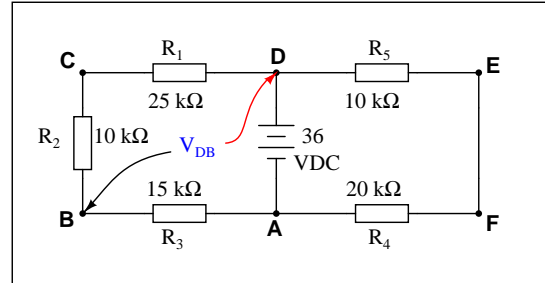 R1 R5
C D E
25 kΩ 10 kΩ
R2 10 kΩ VDB 36
VDC
15 kΩ 20 kΩ
B A F
R3 R4